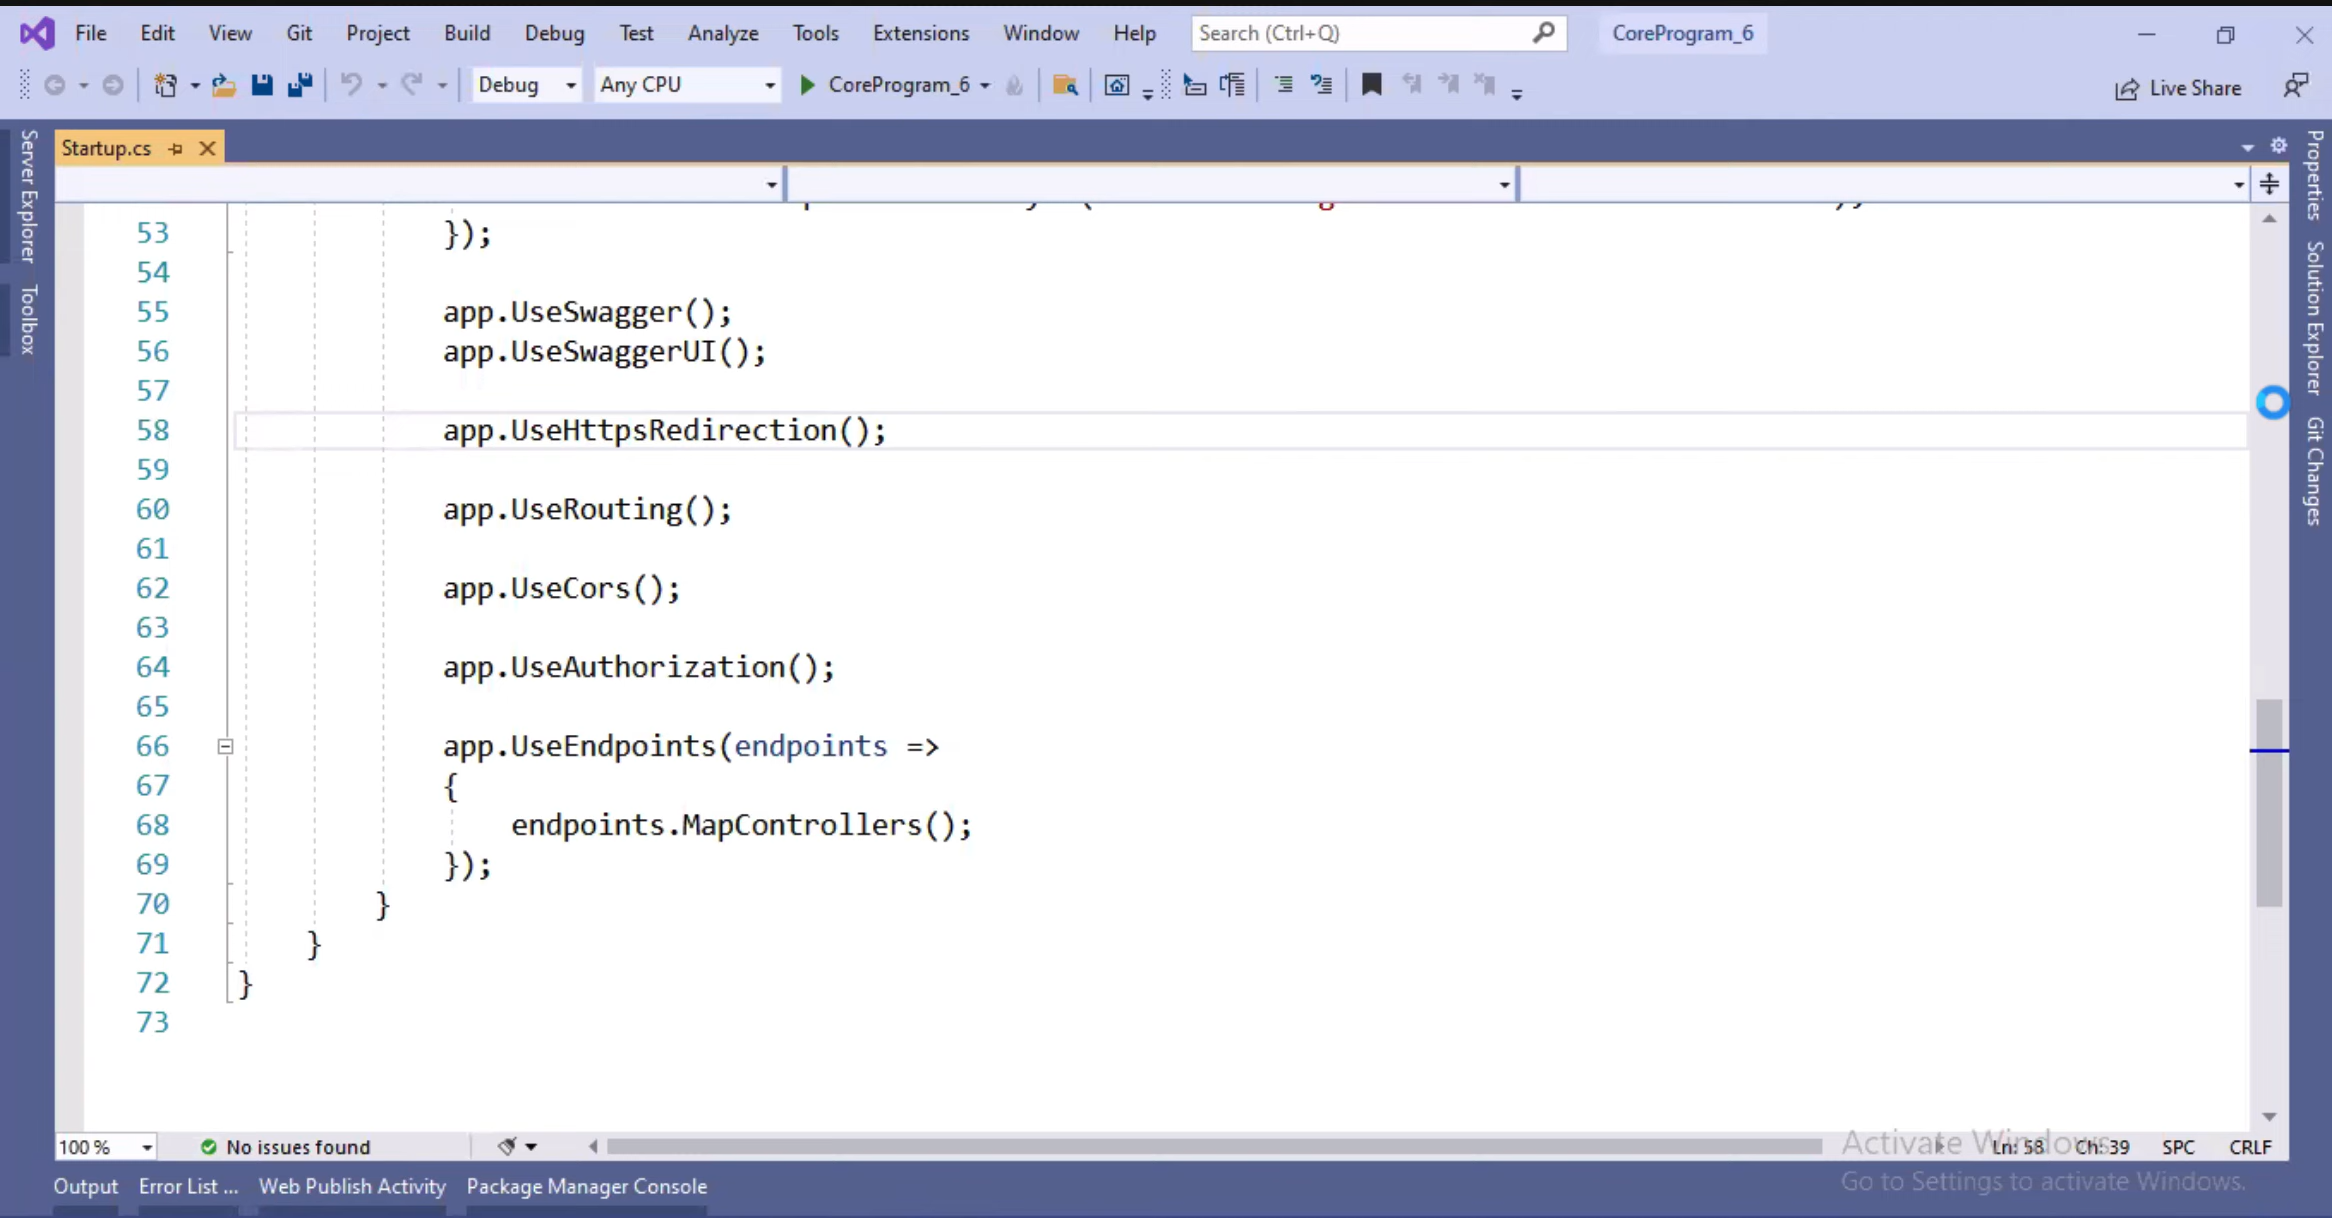 File Edit View Git Project Build Debug Test Analyze Tools Extensions Window Help Search (Ctrl+Q) CoreProgram_6
Debug Any CPU CoreProgram_6 Live Share
Server Explorer
Toolbox
Startup.cs
Properties
Solution Explorer
Git Changes
53 });
54
55 app.UseSwagger();
56 app.UseSwaggerUI();
57
58 app.UseHttpsRedirection();
59
60 app.UseRouting();
61
62 app.UseCors();
63
64 app.UseAuthorization();
65
66 app.UseEndpoints(endpoints =>
67 {
68 endpoints.MapControllers();
69 });
70 }
71 }
72 }
73
100 % No issues found Ln: 58 Ch: 39 SPC CRLF
Activate Windows
Go to Settings to activate Windows.
Output Error List ... Web Publish Activity Package Manager Console